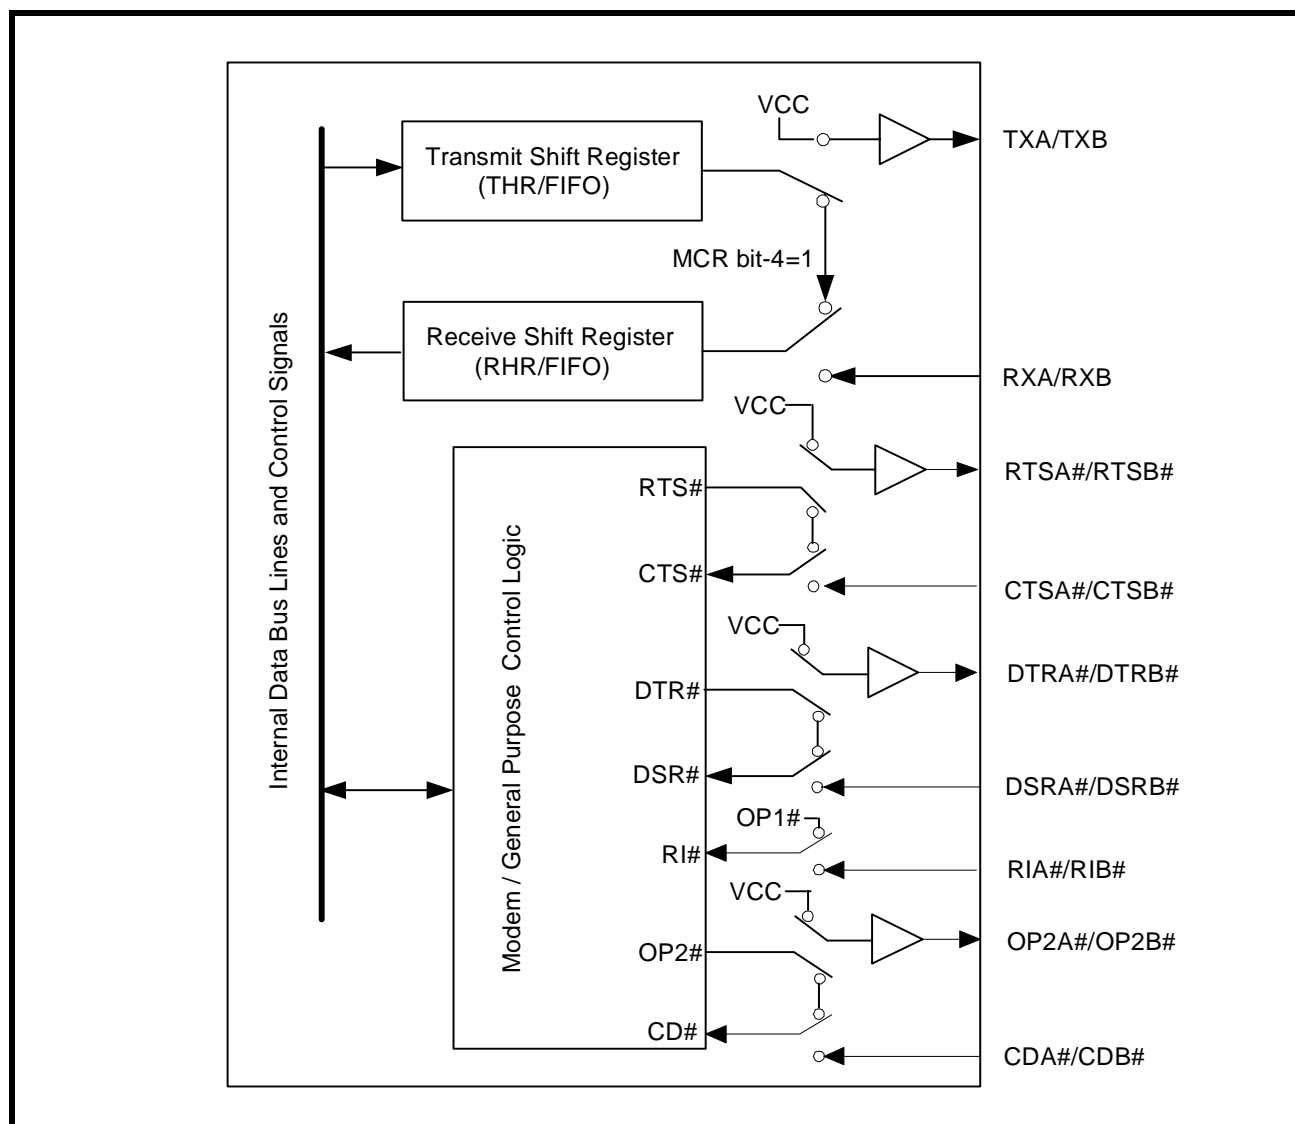 VCC
TXA/TXB
Transmit Shift Register
(THR/FIFO)
MCR bit-4=1
Receive Shift Register
(RHR/FIFO)
RXA/RXB
VCC
RTSA#/RTSB#
RTS#
CTS#
CTSA#/CTSB#
VCC
DTRA#/DTRB#
DTR#
DSR#
DSRA#/DSRB#
OP1#
RI#
RIA#/RIB#
VCC
OP2A#/OP2B#
OP2#
CD#
CDA#/CDB#
Internal Data Bus Lines and Control Signals
Modem / General Purpose Control Logic